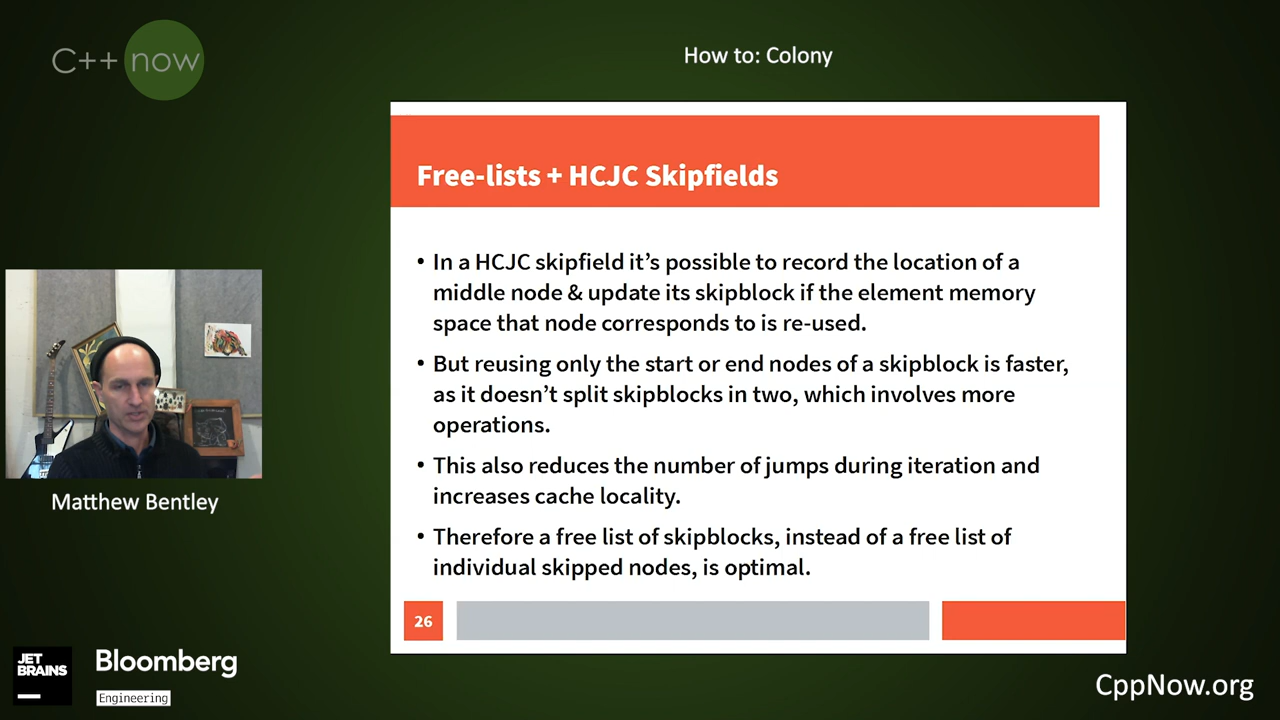 C++ now
How to: Colony
Free-lists + HCJC Skipfields
• In a HCJC skipfield it’s possible to record the location of a
middle node & update its skipblock if the element memory
space that node corresponds to is re-used.
• But reusing only the start or end nodes of a skipblock is faster,
as it doesn’t split skipblocks in two, which involves more
operations.
• This also reduces the number of jumps during iteration and
increases cache locality.
• Therefore a free list of skipblocks, instead of a free list of
individual skipped nodes, is optimal.
26
Matthew Bentley
JET
BRAINS
Bloomberg
Engineering
CppNow.org